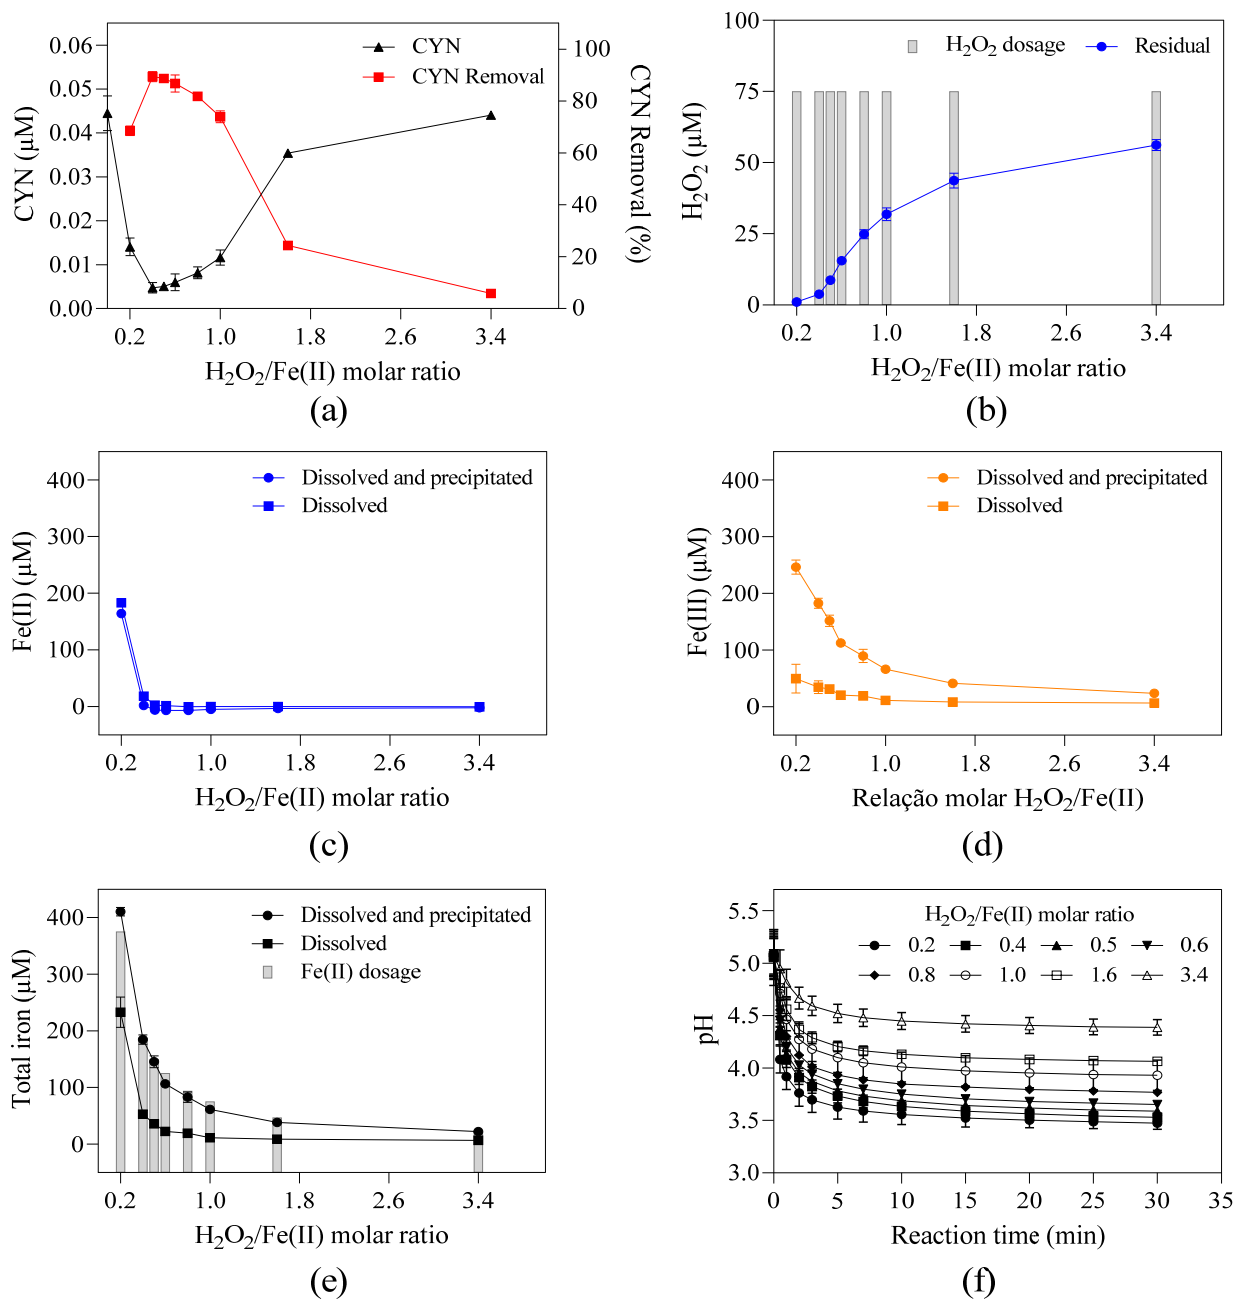 CYN
CYN Removal
CYN (μM)
0.06
0.05
0.04
0.03
0.02
0.01
0.00
100
80
60
40
20
0
CYN Removal (%)
0.2 1.0 1.8 2.6 3.4
H₂O₂/Fe(II) molar ratio
(a)
H₂O₂ dosage Residual
H₂O₂ (μM)
100
75
50
25
0
0.2 1.0 1.8 2.6 3.4
H₂O₂/Fe(II) molar ratio
(b)
Dissolved and precipitated
Dissolved
Fe(II) (μM)
400
300
200
100
0
0.2 1.0 1.8 2.6 3.4
H₂O₂/Fe(II) molar ratio
(c)
Dissolved and precipitated
Dissolved
Fe(III) (μM)
400
300
200
100
0
0.2 1.0 1.8 2.6 3.4
Relação molar H₂O₂/Fe(II)
(d)
Dissolved and precipitated
Dissolved
Fe(II) dosage
Total iron (μM)
400
300
200
100
0
0.2 1.0 1.8 2.6 3.4
H₂O₂/Fe(II) molar ratio
(e)
H₂O₂/Fe(II) molar ratio
0.2 0.4 0.5 0.6
0.8 1.0 1.6 3.4
pH
5.5
5.0
4.5
4.0
3.5
3.0
0 5 10 15 20 25 30 35
Reaction time (min)
(f)